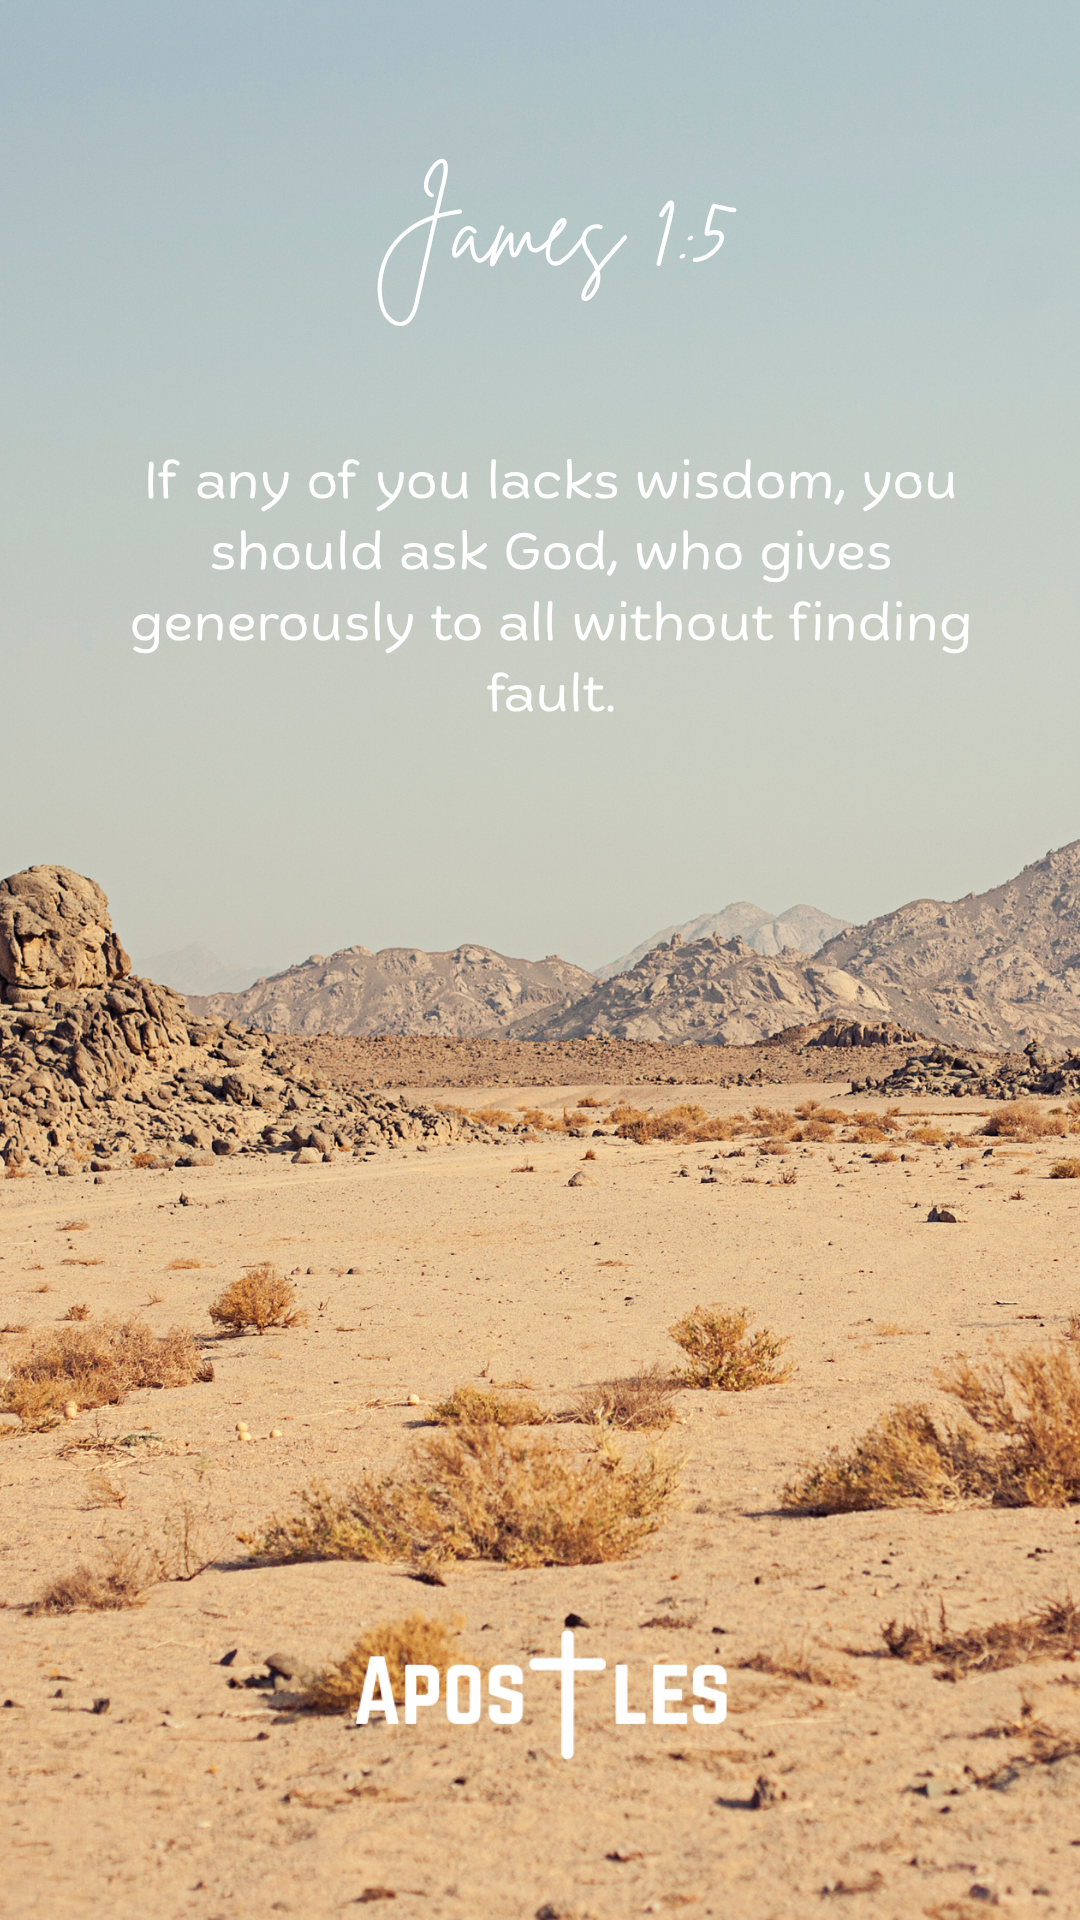 James 1:5
If any of you lacks wisdom, you
should ask God, who gives
generously to all without finding
fault.
APOSTLES